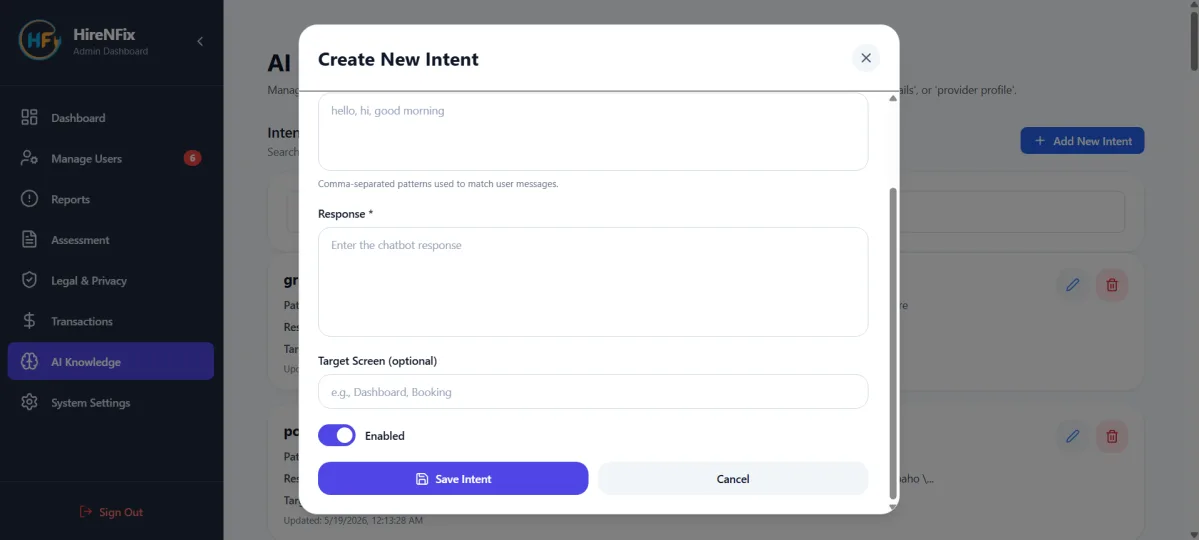 HF
HireNFix
Admin Dashboard
Dashboard
Manage Users 6
Reports
Assessment
Legal & Privacy
Transactions
AI Knowledge
System Settings
Sign Out
AI
Manag
ails', or 'provider profile'.
Inten
Search
Add New Intent
gr
Pat
re
Res
Tar
Upd
po
Pat
Res
aho \,...
Targ
Updated: 5/19/2026, 12:13:28 AM
Create New Intent
hello, hi, good morning
Comma-separated patterns used to match user messages.
Response *
Enter the chatbot response
Target Screen (optional)
e.g., Dashboard, Booking
Enabled
Save Intent
Cancel